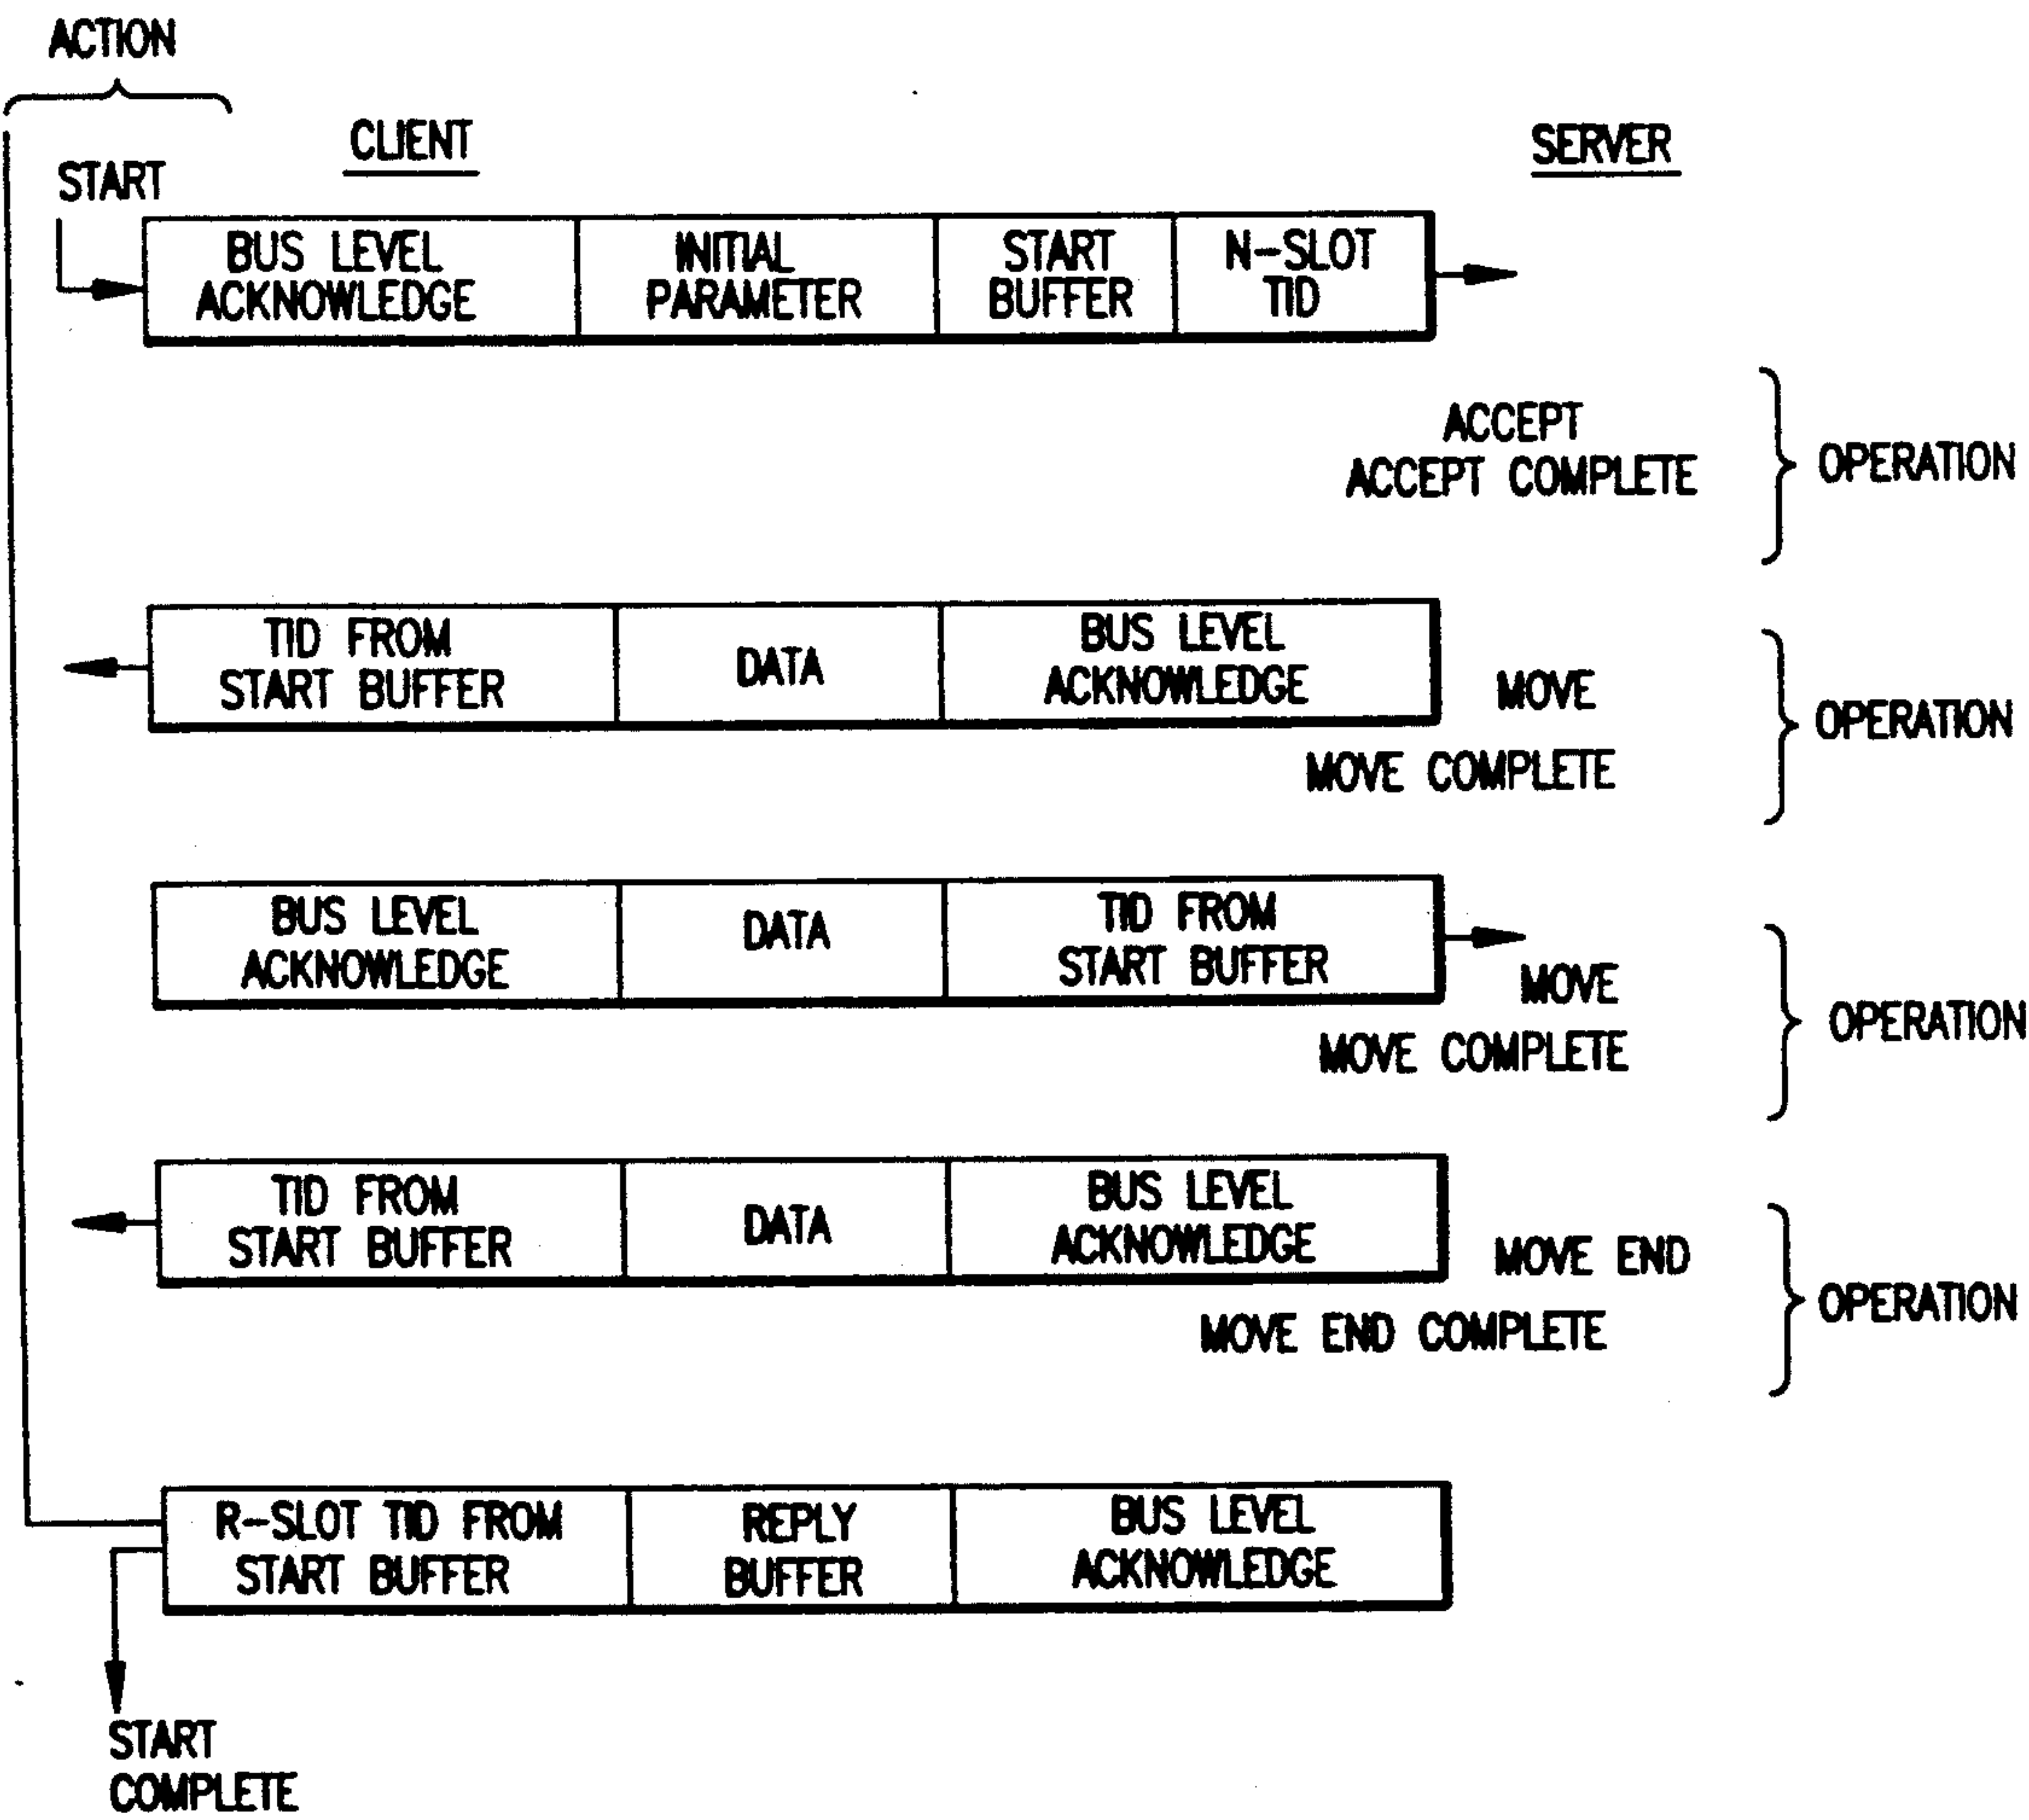 ACTION
CLIENT
SERVER
START
BUS LEVEL
ACKNOWLEDGE
INITIAL
PARAMETER
START
BUFFER
N-SLOT
TID
ACCEPT
ACCEPT COMPLETE
OPERATION
TID FROM
START BUFFER
DATA
BUS LEVEL
ACKNOWLEDGE
MOVE
MOVE COMPLETE
OPERATION
BUS LEVEL
ACKNOWLEDGE
DATA
TID FROM
START BUFFER
MOVE
MOVE COMPLETE
OPERATION
TID FROM
START BUFFER
DATA
BUS LEVEL
ACKNOWLEDGE
MOVE END
MOVE END COMPLETE
OPERATION
R-SLOT TID FROM
START BUFFER
REPLY
BUFFER
BUS LEVEL
ACKNOWLEDGE
START
COMPLETE